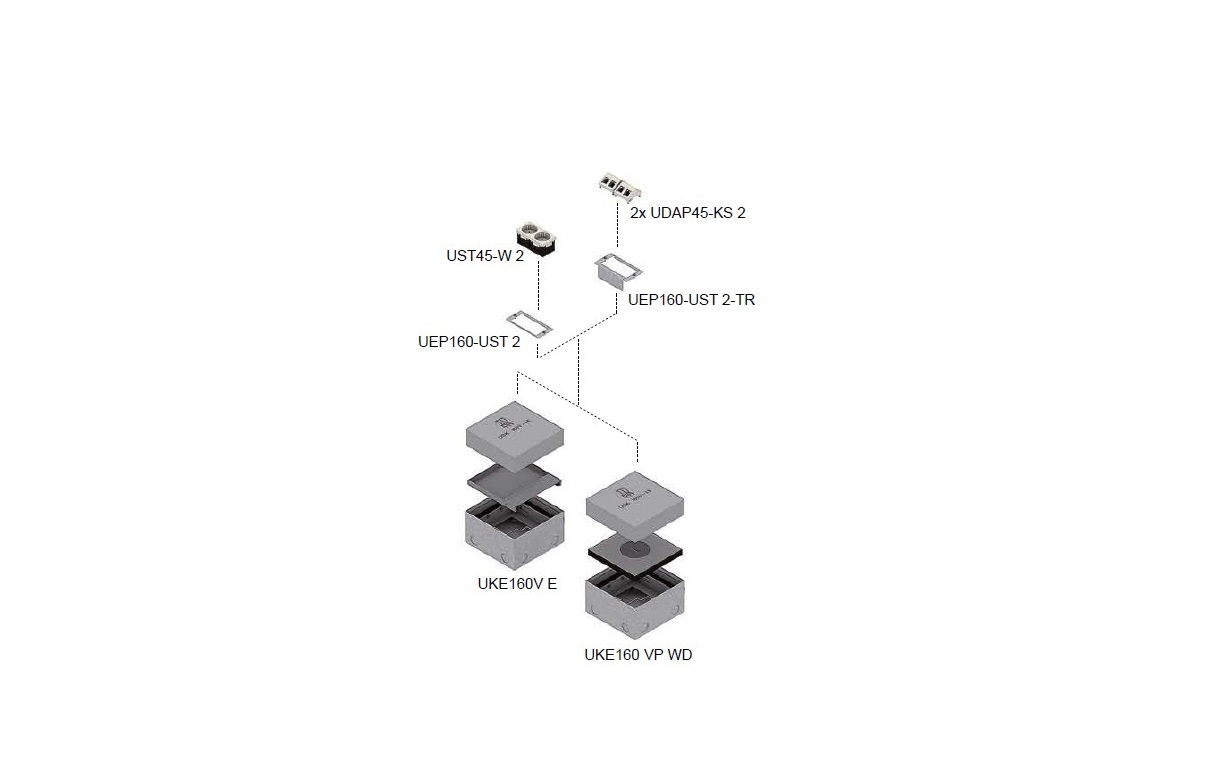 2x UDAP45-KS 2
UST45-W 2
UEP160-UST 2-TR
UEP160-UST 2
UKE160V E
UKE160 VP WD